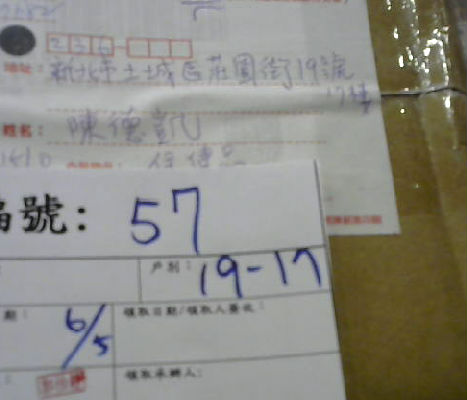 236
地址：新北市土城區莊園街19號
17樓
姓名：陳德凱
編號：57
戶別：19-17
期：6/5
領取日期/領取人簽收：
領取承辦人：